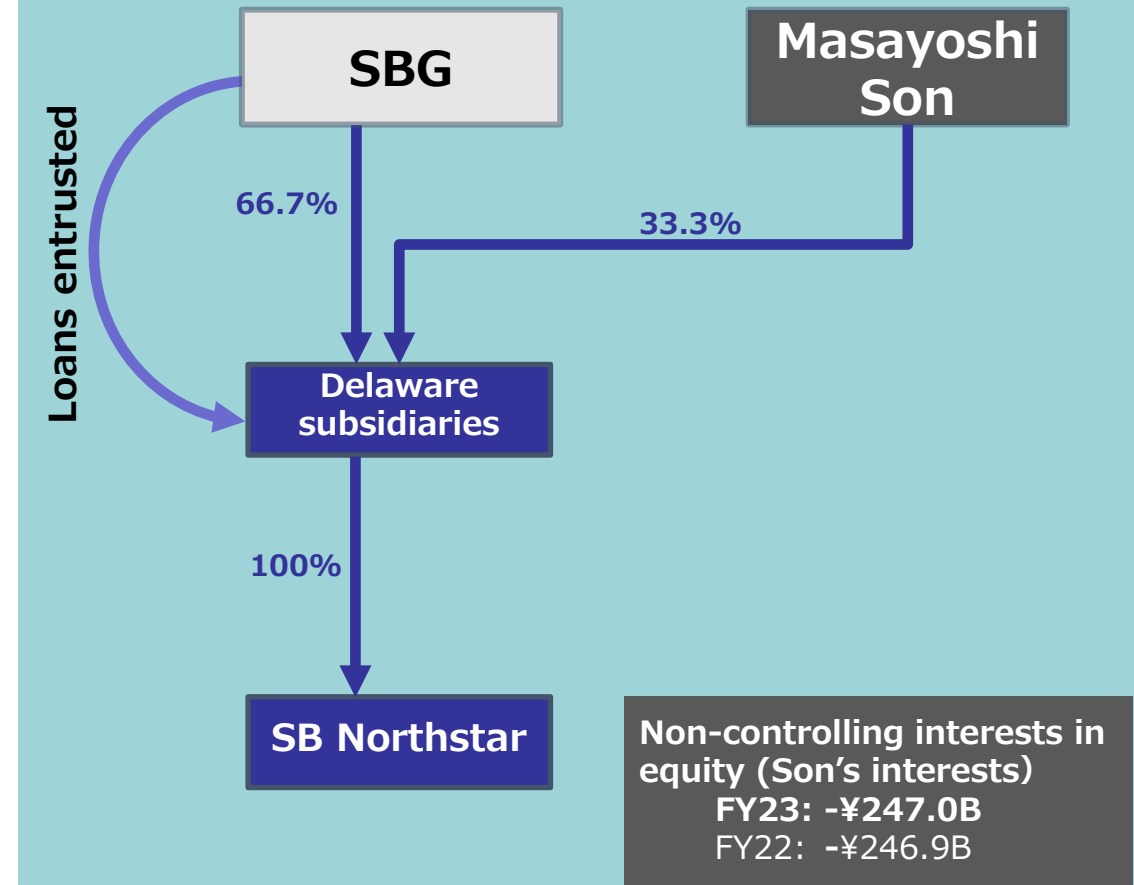 SBG
Masayoshi
Son
Loans entrusted
66.7%
33.3%
Delaware
subsidiaries
100%
SB Northstar
Non-controlling interests in
equity (Son’s interests）
FY23: -¥247.0B
FY22: -¥246.9B